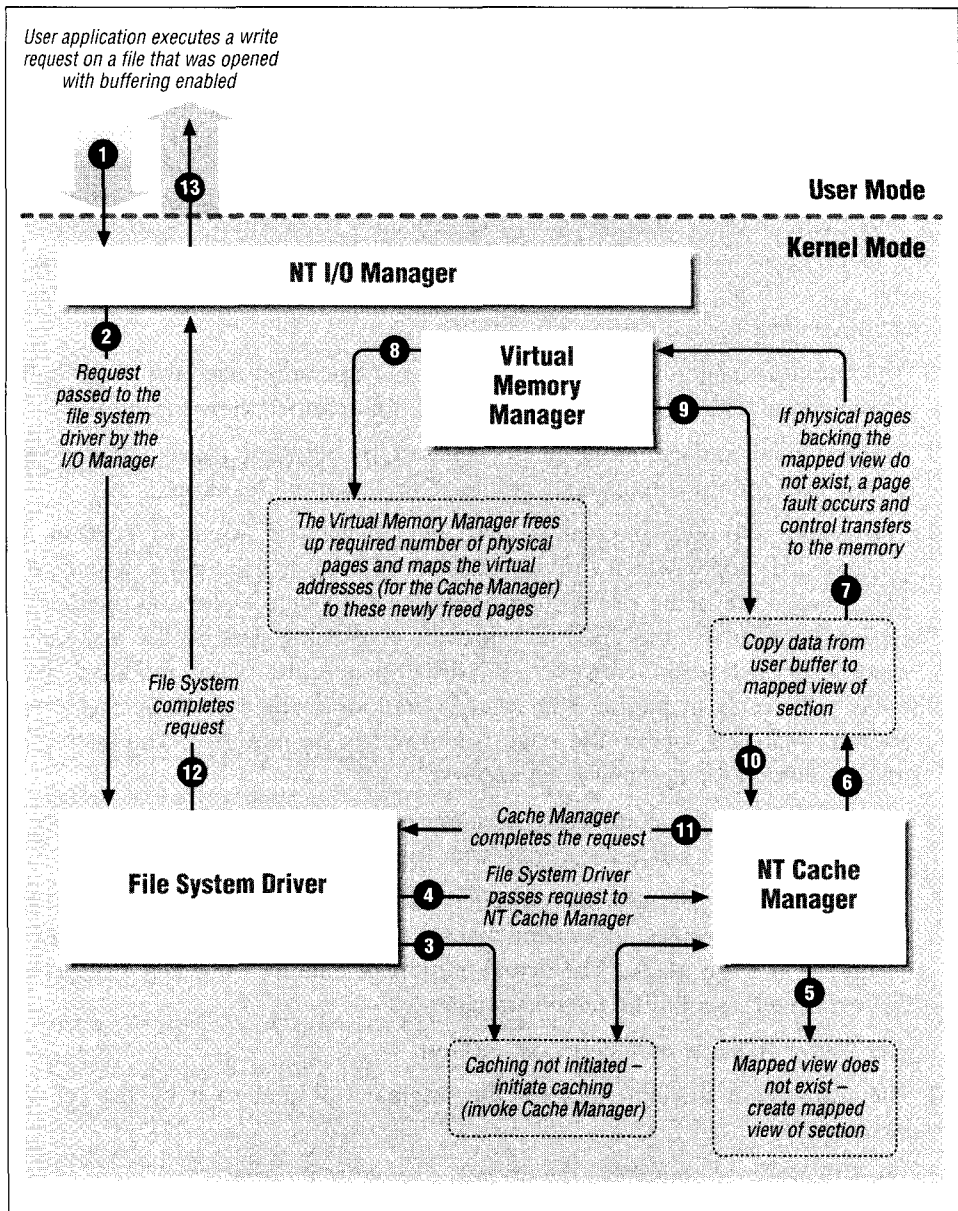 User application executes a write
request on a file that was opened
with buffering enabled
1
13
User Mode
Kernel Mode
NT I/O Manager
2
Request
passed to the
file system
driver by the
I/O Manager
8
Virtual
Memory
Manager
9
If physical pages
backing the
mapped view do
not exist, a page
fault occurs and
control transfers
to the memory
7
The Virtual Memory Manager frees
up required number of physical
pages and maps the virtual
addresses (for the Cache Manager)
to these newly freed pages
Copy data from
user buffer to
mapped view of
section
File System
completes
request
12
10
6
File System Driver
Cache Manager
completes the request
11
4
File System Driver
passes request to
NT Cache Manager
3
NT Cache
Manager
5
Caching not initiated –
initiate caching
(invoke Cache Manager)
Mapped view does
not exist –
create mapped
view of section